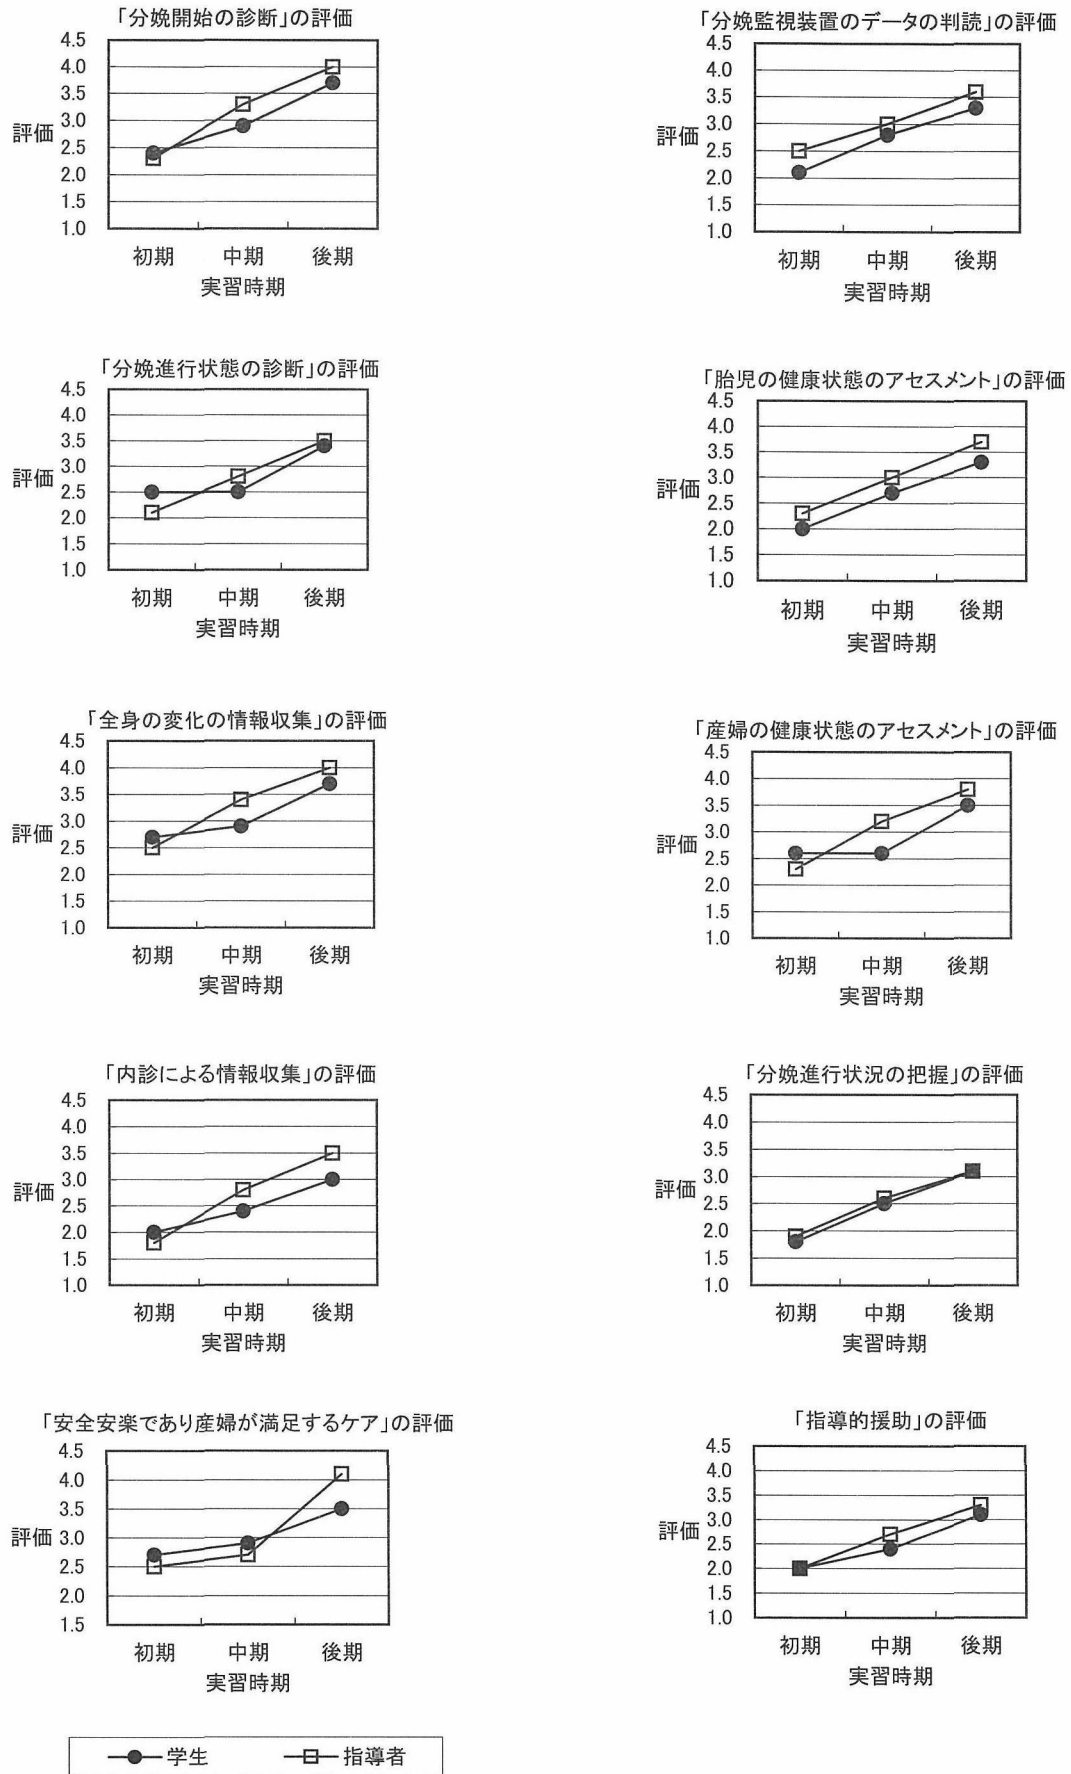 「分娩開始の診断」の評価
4.5
4.0
3.5
3.0
2.5
2.0
1.5
1.0
評価
初期 中期 後期
実習時期
「分娩監視装置のデータの判読」の評価
4.5
4.0
3.5
3.0
2.5
2.0
1.5
1.0
評価
初期 中期 後期
実習時期
「分娩進行状態の診断」の評価
4.5
4.0
3.5
3.0
2.5
2.0
1.5
1.0
評価
初期 中期 後期
実習時期
「胎児の健康状態のアセスメント」の評価
4.5
4.0
3.5
3.0
2.5
2.0
1.5
1.0
評価
初期 中期 後期
実習時期
「全身の変化の情報収集」の評価
4.5
4.0
3.5
3.0
2.5
2.0
1.5
1.0
評価
初期 中期 後期
実習時期
「産婦の健康状態のアセスメント」の評価
4.5
4.0
3.5
3.0
2.5
2.0
1.5
1.0
評価
初期 中期 後期
実習時期
「内診による情報収集」の評価
4.5
4.0
3.5
3.0
2.5
2.0
1.5
1.0
評価
初期 中期 後期
実習時期
「分娩進行状況の把握」の評価
4.5
4.0
3.5
3.0
2.5
2.0
1.5
1.0
評価
初期 中期 後期
実習時期
「安全安楽であり産婦が満足するケア」の評価
4.5
4.0
3.5
3.0
2.5
2.0
1.5
評価
初期 中期 後期
実習時期
「指導的援助」の評価
4.5
4.0
3.5
3.0
2.5
2.0
1.5
1.0
評価
初期 中期 後期
実習時期
学生 指導者